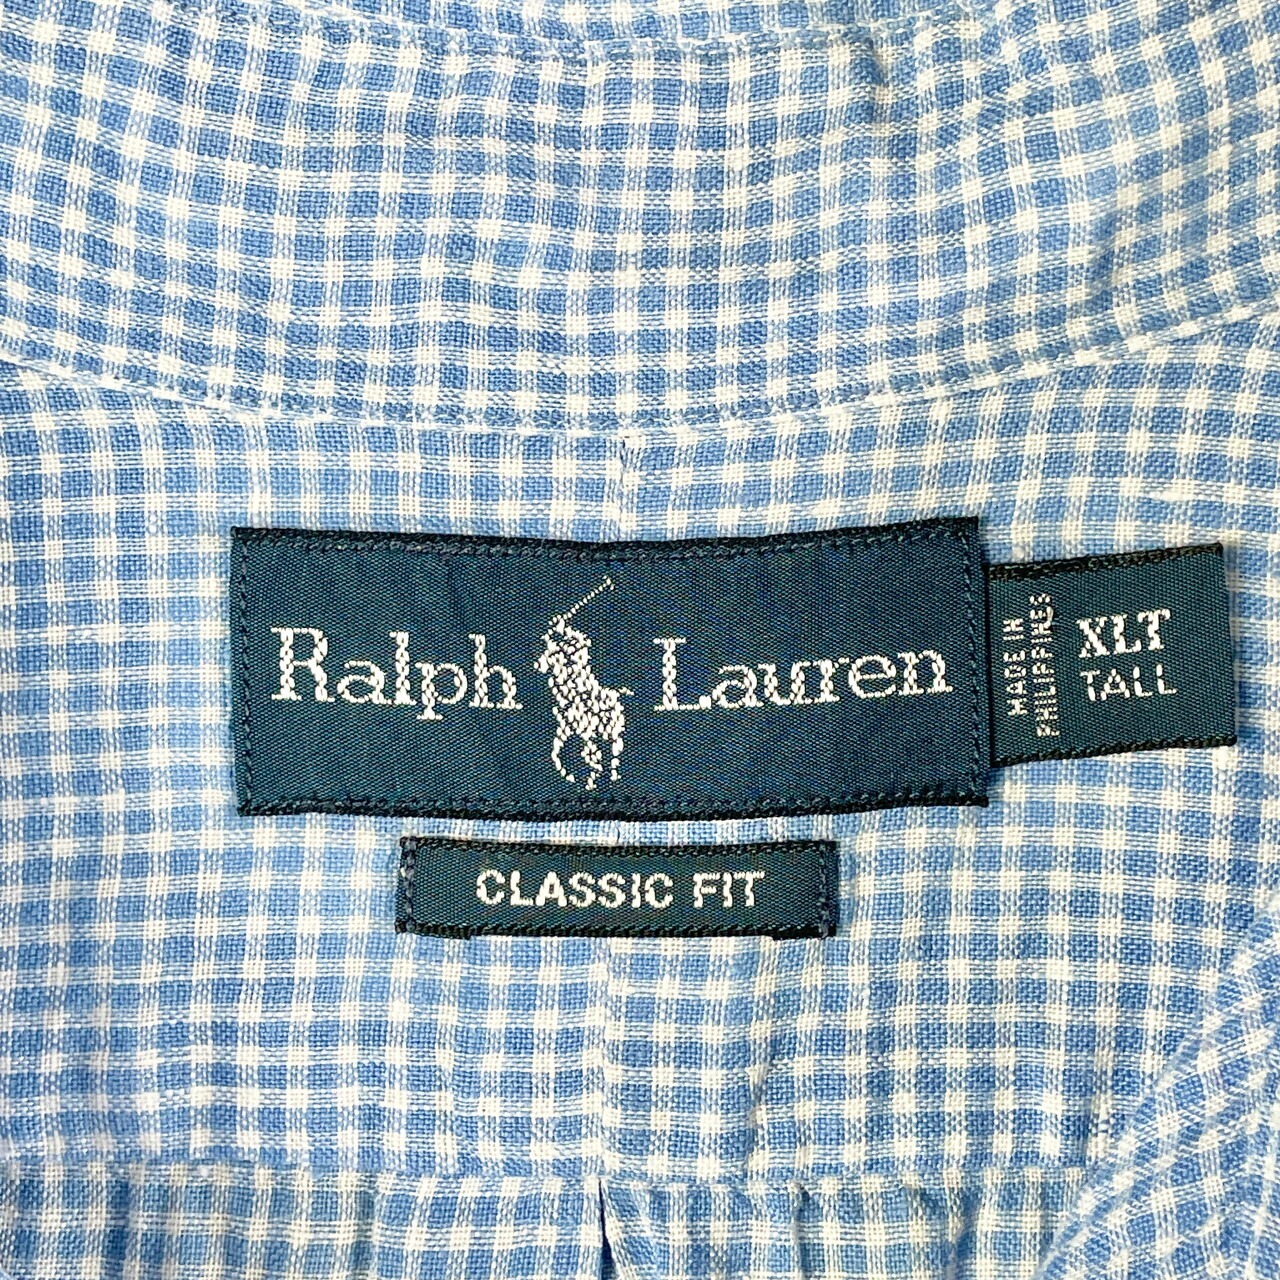 Ralph Lauren
MADE IN
PHILIPPINES
XLT
TALL
CLASSIC FIT